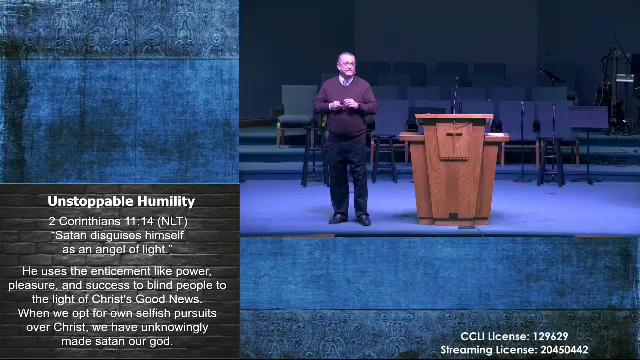 Unstoppable Humility
2 Corinthians 11:14 (NLT)
“Satan disguises himself
as an angel of light.”
He uses the enticement like power,
pleasure, and success to blind people to
the light of Christ's Good News.
When we opt for own selfish pursuits
over Christ, we have unknowingly
made satan our god.
CCLI License: 129629
Streaming License: 20450442